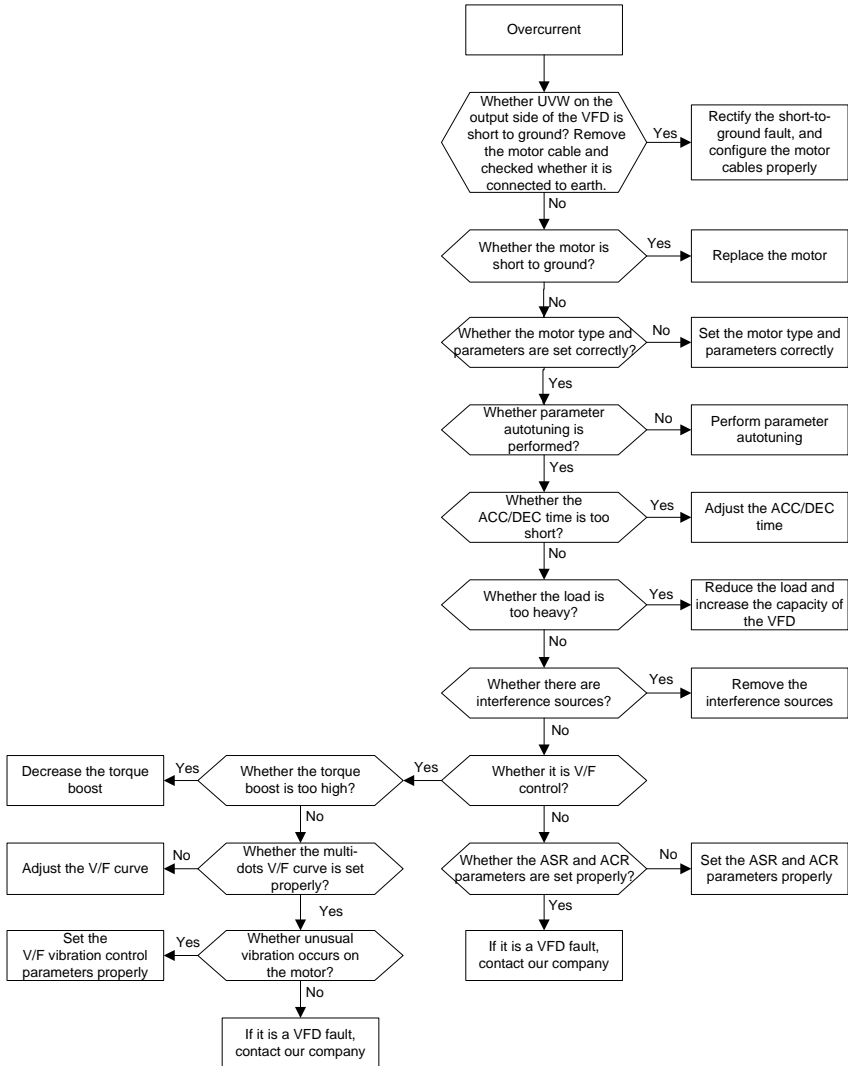 Overcurrent
Whether UVW on the
output side of the VFD is
short to ground? Remove
the motor cable and
checked whether it is
connected to earth.
Yes
Rectify the short-to-
ground fault, and
configure the motor
cables properly
No
Whether the motor is
short to ground?
Yes
Replace the motor
No
Whether the motor type and
parameters are set correctly?
No
Set the motor type and
parameters correctly
Yes
Whether parameter
autotuning is
performed?
No
Perform parameter
autotuning
Yes
Whether the
ACC/DEC time is too
short?
Yes
Adjust the ACC/DEC
time
No
Whether the load is
too heavy?
Yes
Reduce the load and
increase the capacity of
the VFD
No
Whether there are
interference sources?
Yes
Remove the
interference sources
No
Whether it is V/F
control?
Yes
Whether the torque
boost is too high?
Yes
Decrease the torque
boost
No
Whether the multi-
dots V/F curve is set
properly?
No
Adjust the V/F curve
Yes
Whether unusual
vibration occurs on
the motor?
Yes
Set the
V/F vibration control
parameters properly
No
If it is a VFD fault,
contact our company
No
Whether the ASR and ACR
parameters are set properly?
No
Set the ASR and ACR
parameters properly
Yes
If it is a VFD fault,
contact our company